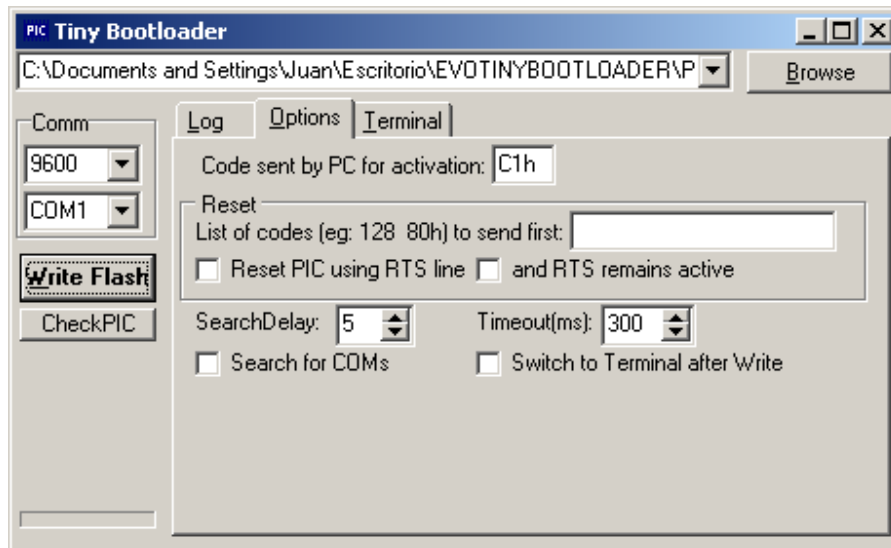 PIC Tiny Bootloader
C:\Documents and Settings\Juan\Escritorio\EVOTINYBOOTLOADER\P
Browse
Comm
9600
COM1
Write Flash
CheckPIC
Log Options Terminal
Code sent by PC for activation: C1h
Reset
List of codes (eg: 128 80h) to send first:
Reset PIC using RTS line and RTS remains active
SearchDelay: 5 Timeout(ms): 300
Search for COMs Switch to Terminal after Write